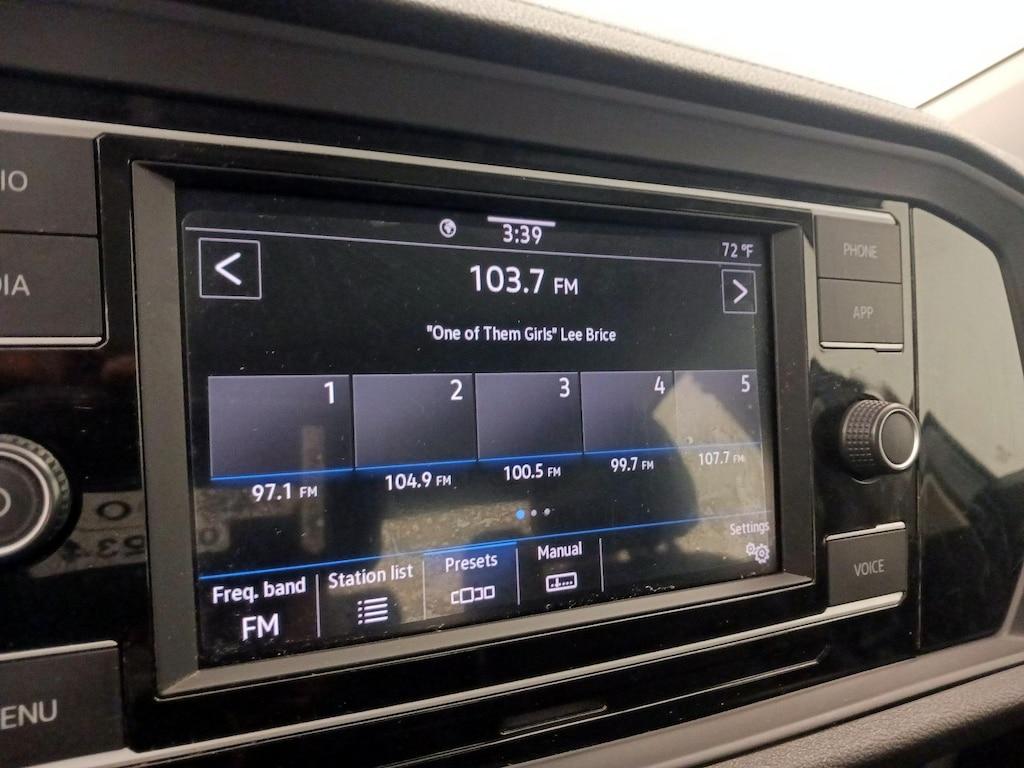 IO
DIA
ENU
3:39
72 °F
<
103.7 FM
>
"One of Them Girls" Lee Brice
1
2
3
4
5
97.1 FM
104.9 FM
100.5 FM
99.7 FM
107.7 FM
Freq. band
FM
Station list
Presets
Manual
Settings
PHONE
APP
VOICE